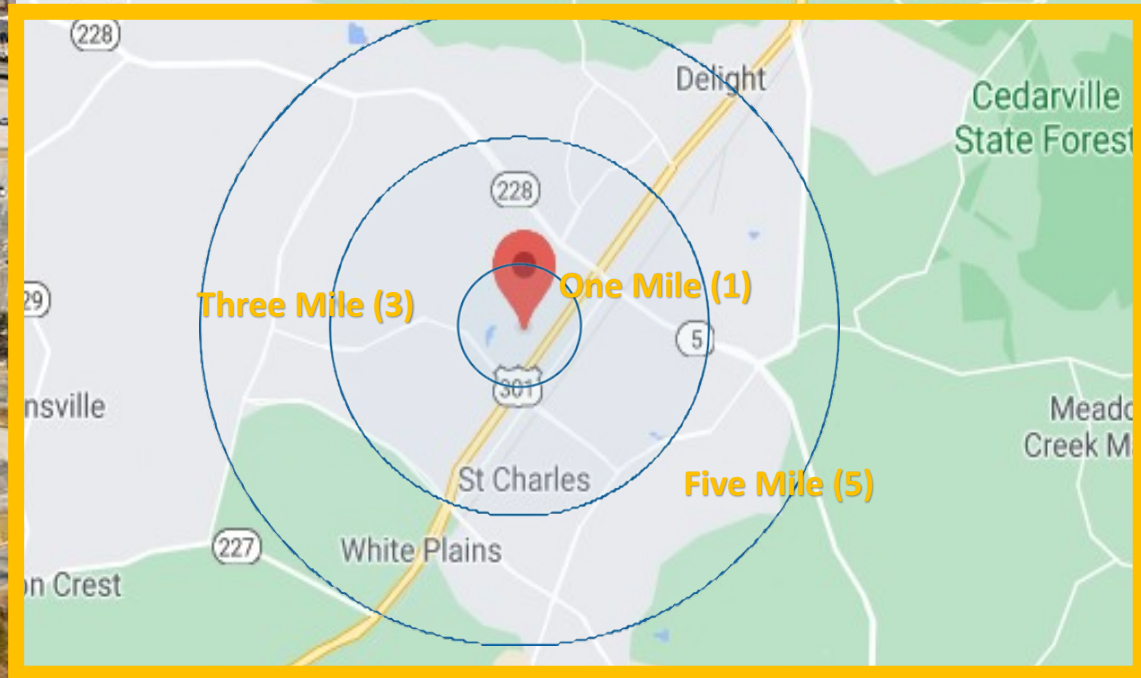 228
Delight
Cedarville
State Forest
228
One Mile (1)
Three Mile (3)
29
5
301
nsville
Meado
Creek M
St Charles
Five Mile (5)
227
White Plains
on Crest